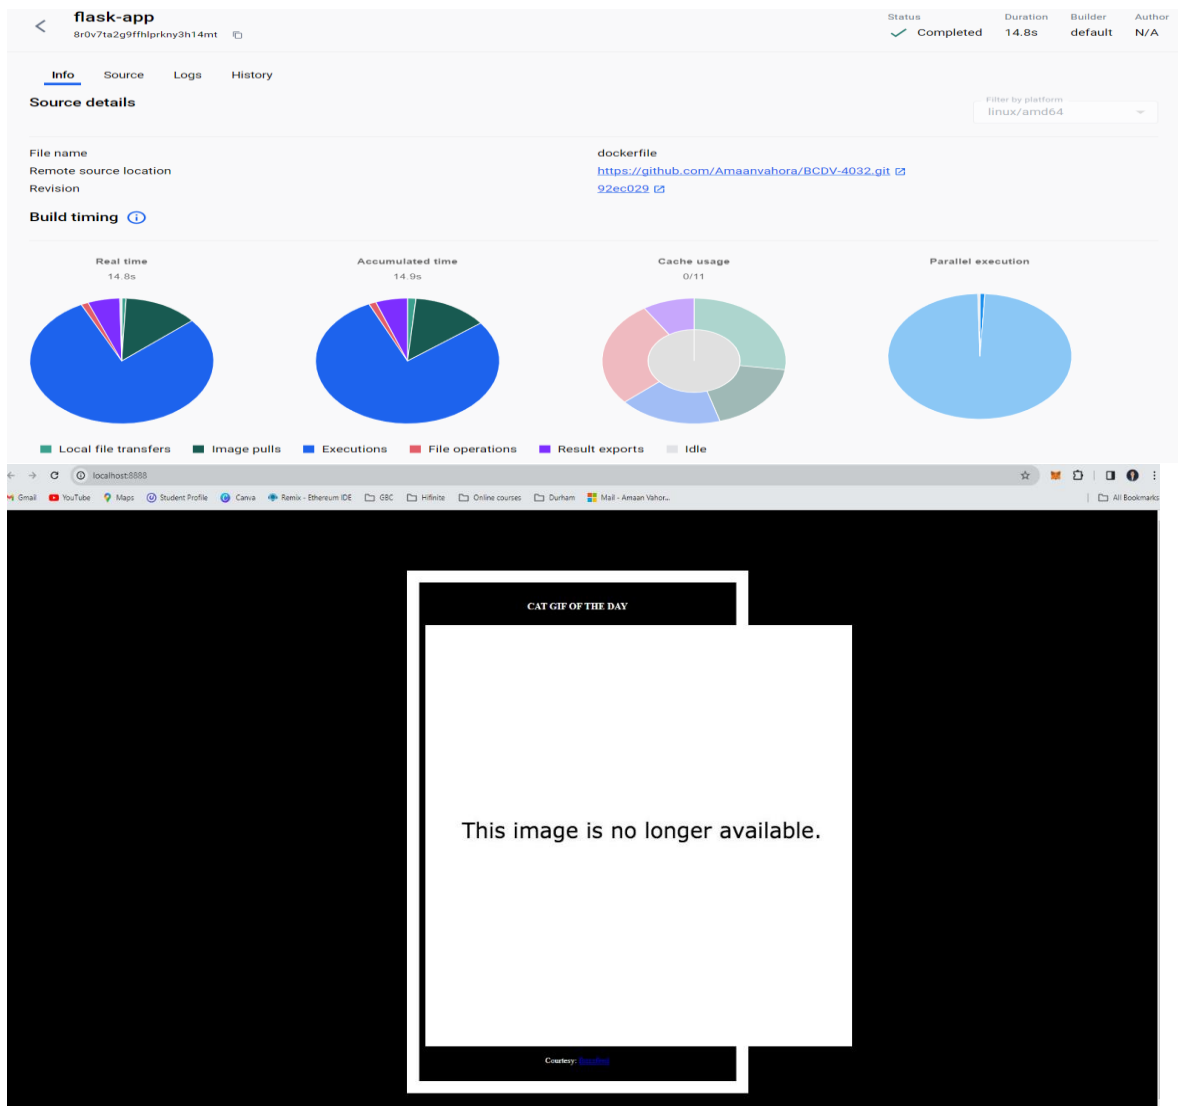 flask-app
8r0v7ta2g9ffhlprkny3h14mt
Status Duration Builder Author
Completed 14.8s default N/A
Info Source Logs History
Source details
Filter by platform
linux/amd64
File name dockerfile
Remote source location https://github.com/Amaanvahora/BCDV-4032.git
Revision 92ec029
Build timing
Real time Accumulated time Cache usage Parallel execution
14.8s 14.9s 0/11
Local file transfers Image pulls Executions File operations Result exports Idle
localhost:8888
Gmail YouTube Maps Student Profile Canva Remix - Ethereum IDE GBC Hifinite Online courses Durham Mail - Amaan Vahor... All Bookmarks
CAT GIF OF THE DAY
This image is no longer available.
Courtesy: